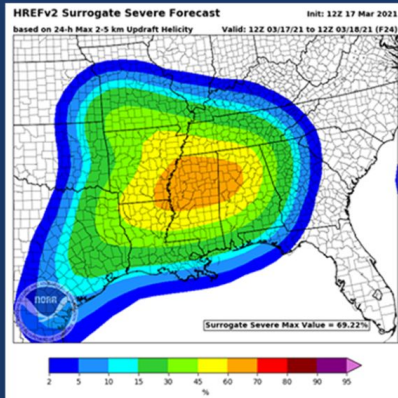 HREFv2 Surrogate Severe Forecast
Init: 12Z 17 Mar 2021
based on 24-h Max 2-5 km Updraft Helicity
Valid: 12Z 03/17/21 to 12Z 03/18/21 (F24)
NOAA
Surrogate Severe Max Value = 69.22%
2 5 10 15 30 45 60 70 80 90 95
%